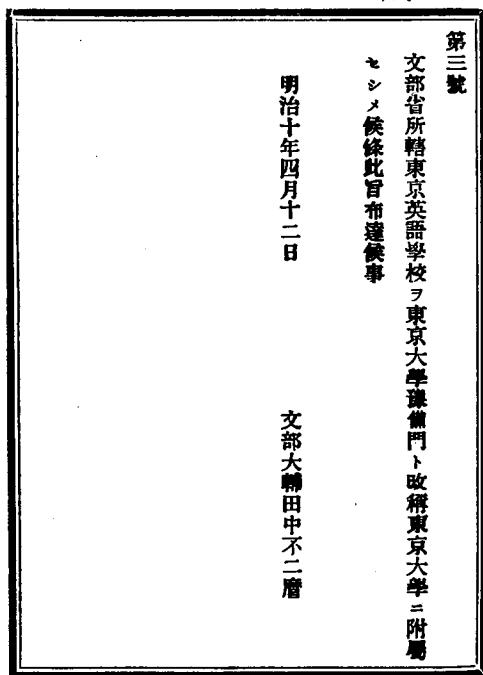 第三號
文部省所轄東京英語學校ヲ東京大學豫備門ト改稱東京大學ニ附屬
セシメ候條此旨布達候事
明治十年四月十二日
文部大輔田中不二麿